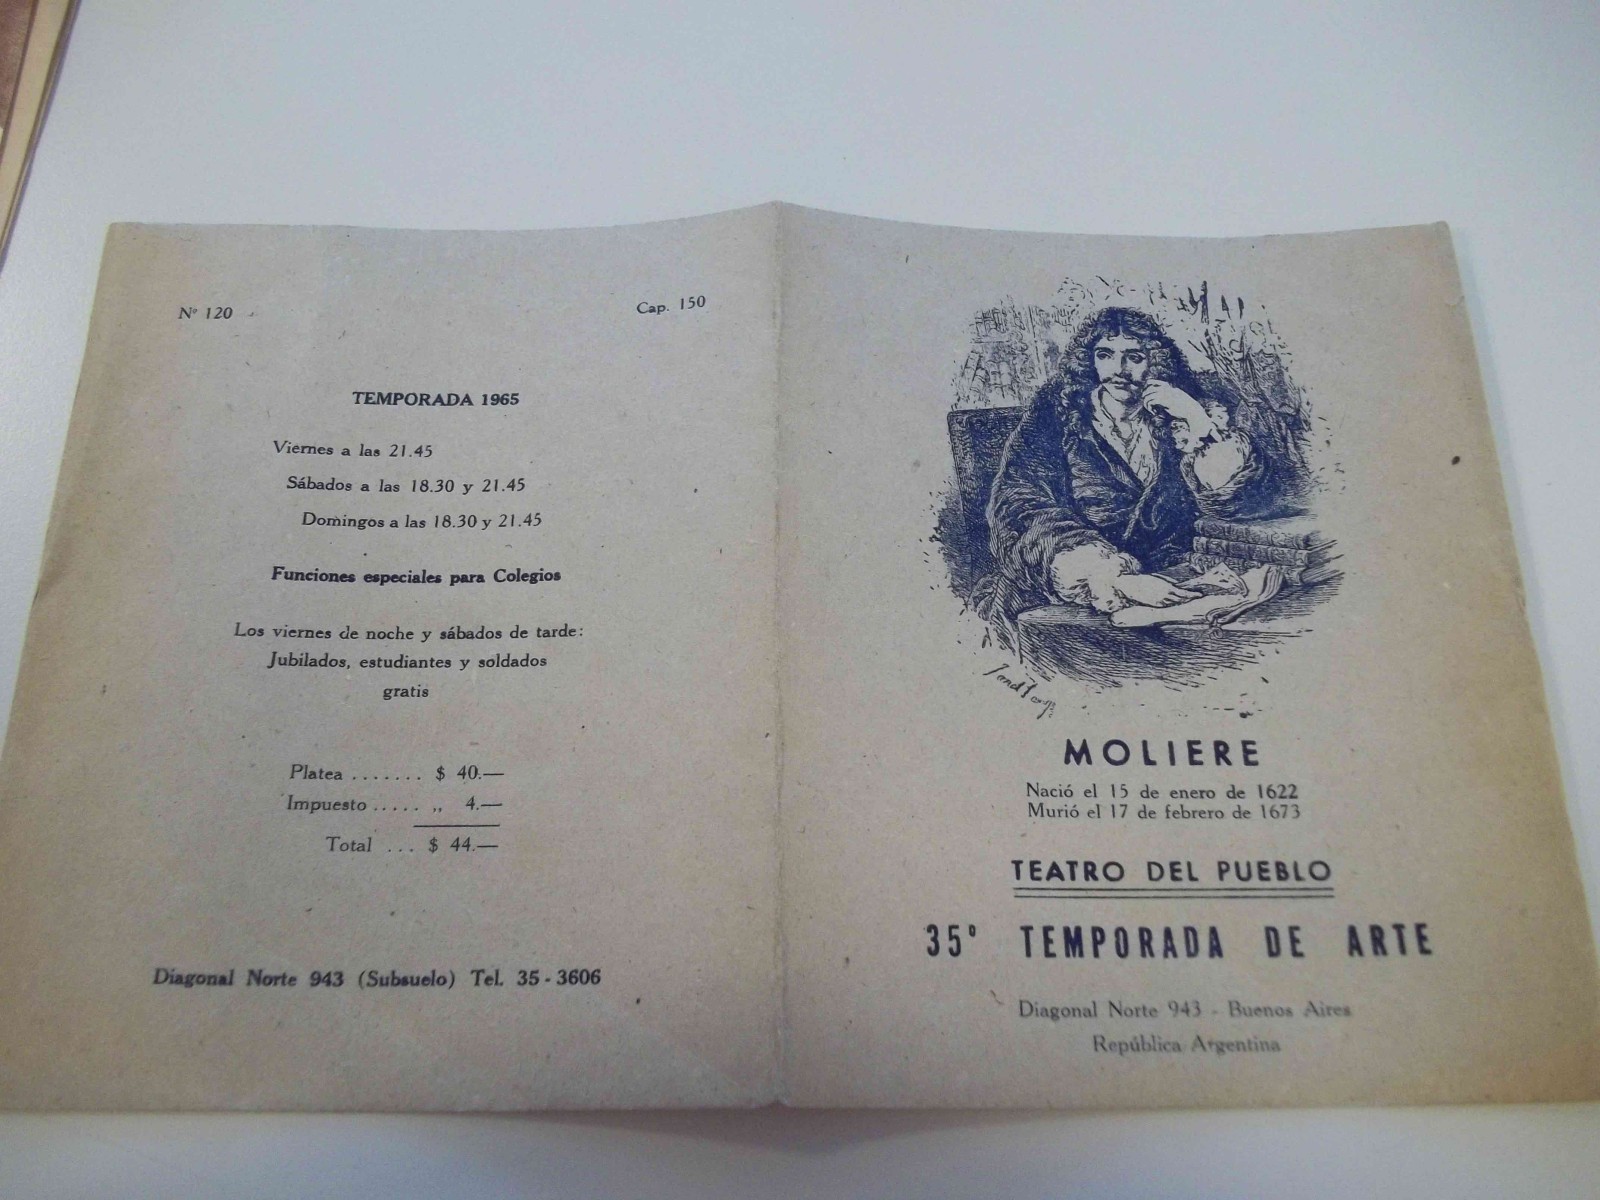 Nº 120
Cap. 150
TEMPORADA 1965
Viernes a las 21.45
Sábados a las 18.30 y 21.45
Domingos a las 18.30 y 21.45
Funciones especiales para Colegios
Los viernes de noche y sábados de tarde:
Jubilados, estudiantes y soldados
gratis
Platea ....... $ 40.—
Impuesto ..... ,, 4.—
Total ... $ 44.—
Diagonal Norte 943 (Subsuelo) Tel. 35 - 3606
MOLIERE
Nació el 15 de enero de 1622
Murió el 17 de febrero de 1673
TEATRO DEL PUEBLO
35º TEMPORADA DE ARTE
Diagonal Norte 943 - Buenos Aires
República Argentina